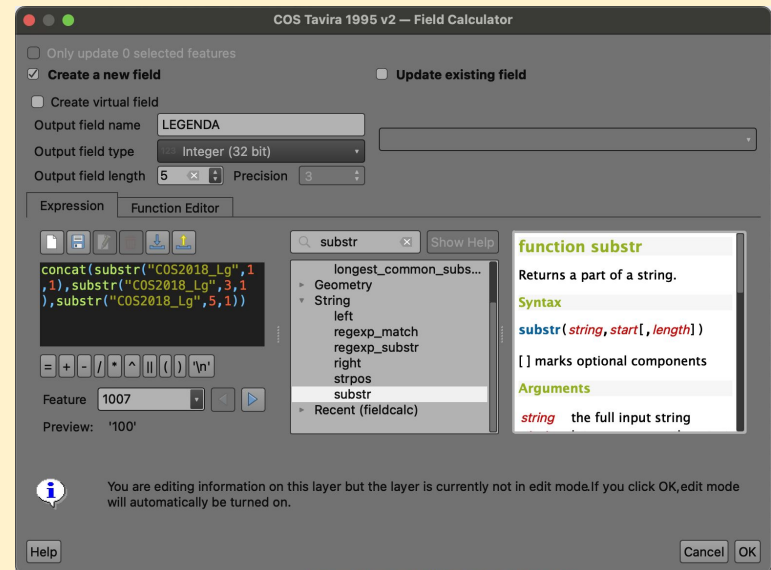 COS Tavira 1995 v2 — Field Calculator
Only update 0 selected features
Create a new field
Update existing field
Create virtual field
Output field name LEGENDA
Output field type 123 Integer (32 bit)
Output field length 5 Precision 3
Expression Function Editor
substr Show Help
concat(substr("COS2018_Lg",1
,1),substr("COS2018_Lg",3,1
),substr("COS2018_Lg",5,1))
= + - / * ^ || ( ) '\n'
Feature 1007
Preview: '100'
longest_common_subs...
Geometry
String
left
regexp_match
regexp_substr
right
strpos
substr
Recent (fieldcalc)
function substr
Returns a part of a string.
Syntax
substr(string,start[,length])
[ ] marks optional components
Arguments
string the full input string
You are editing information on this layer but the layer is currently not in edit mode.If you click OK,edit mode
will automatically be turned on.
Help Cancel OK